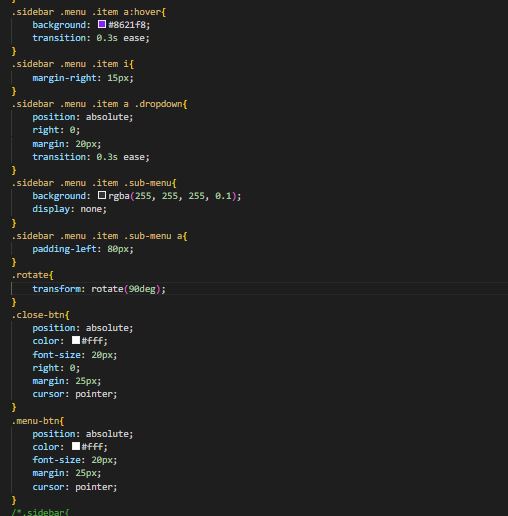 }
.sidebar .menu .item a:hover{
background: #8621f8;
transition: 0.3s ease;
}
.sidebar .menu .item i{
margin-right: 15px;
}
.sidebar .menu .item a .dropdown{
position: absolute;
right: 0;
margin: 20px;
transition: 0.3s ease;
}
.sidebar .menu .item .sub-menu{
background: rgba(255, 255, 255, 0.1);
display: none;
}
.sidebar .menu .item .sub-menu a{
padding-left: 80px;
}
.rotate{
transform: rotate(90deg);
}
.close-btn{
position: absolute;
color: #fff;
font-size: 20px;
right: 0;
margin: 25px;
cursor: pointer;
}
.menu-btn{
position: absolute;
color: #fff;
font-size: 20px;
margin: 25px;
cursor: pointer;
}
/*.sidebar{